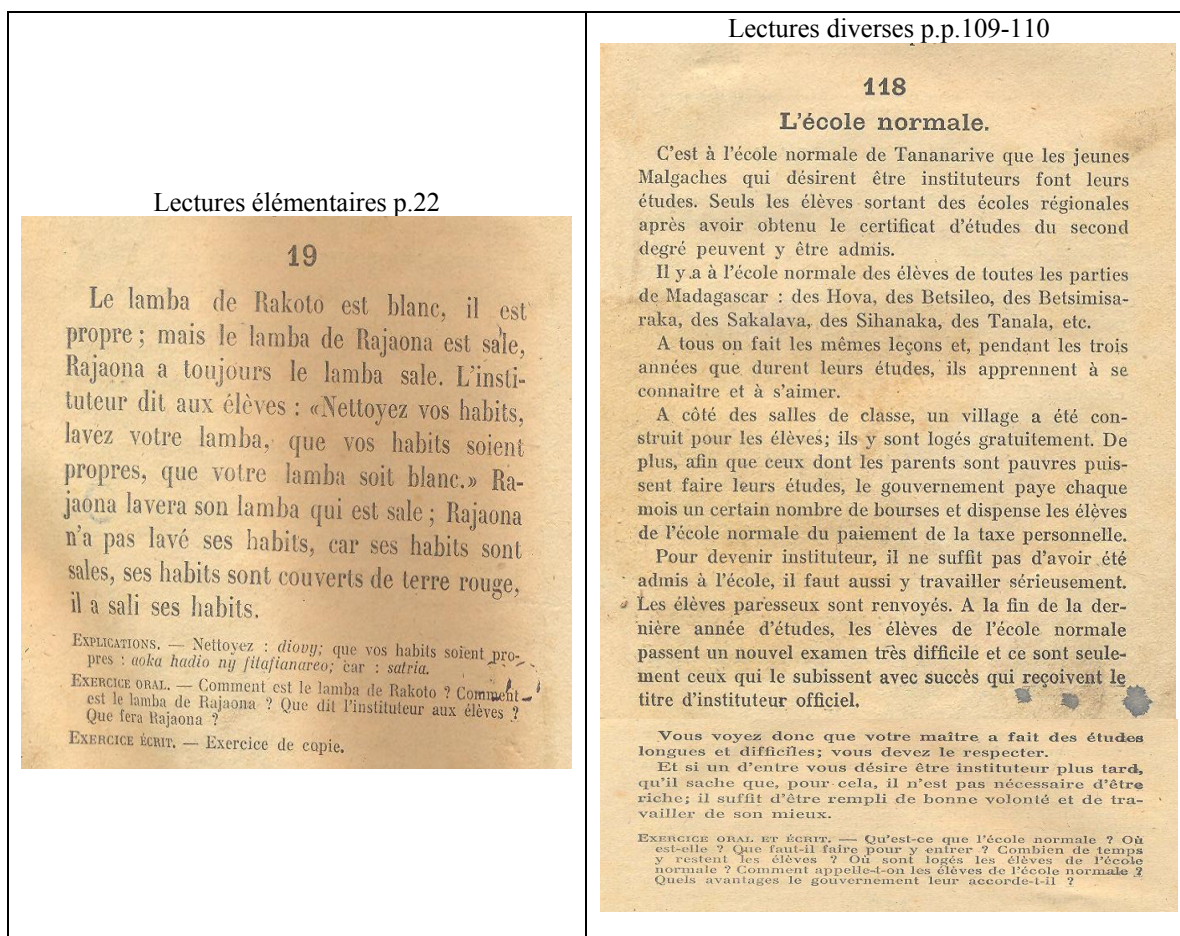 Lectures élémentaires p.22
19
Le lamba de Rakoto est blanc, il est
propre ; mais le lamba de Rajaona est sale,
Rajaona a toujours le lamba sale. L'insti-
tuteur dit aux élèves : «Nettoyez vos habits,
lavez votre lamba, que vos habits soient
propres, que votre lamba soit blanc.» Ra-
jaona lavera son lamba qui est sale ; Rajaona
n'a pas lavé ses habits, car ses habits sont
sales, ses habits sont couverts de terre rouge,
il a sali ses habits.
EXPLICATIONS. — Nettoyez : diovy; que vos habits soient pro-
pres : aoka hadio ny fitafianareo; car : satria.
EXERCICE ORAL. — Comment est le lamba de Rakoto ? Comment
est le lamba de Rajaona ? Que dit l'instituteur aux élèves ?
Que fera Rajaona ?
EXERCICE ÉCRIT. — Exercice de copie.
Lectures diverses p.p.109-110
118
L'école normale.
C'est à l'école normale de Tananarive que les jeunes
Malgaches qui désirent être instituteurs font leurs
études. Seuls les élèves sortant des écoles régionales
après avoir obtenu le certificat d'études du second
degré peuvent y être admis.
Il y a à l'école normale des élèves de toutes les parties
de Madagascar : des Hova, des Betsileo, des Betsimisa-
raka, des Sakalava, des Sihanaka, des Tanala, etc.
A tous on fait les mêmes leçons et, pendant les trois
années que durent leurs études, ils apprennent à se
connaitre et à s'aimer.
A côté des salles de classe, un village a été con-
struit pour les élèves; ils y sont logés gratuitement. De
plus, afin que ceux dont les parents sont pauvres puis-
sent faire leurs études, le gouvernement paye chaque
mois un certain nombre de bourses et dispense les élèves
de l'école normale du paiement de la taxe personnelle.
Pour devenir instituteur, il ne suffit pas d'avoir été
admis à l'école, il faut aussi y travailler sérieusement.
Les élèves paresseux sont renvoyés. A la fin de la der-
nière année d'études, les élèves de l'école normale
passent un nouvel examen très difficile et ce sont seule-
ment ceux qui le subissent avec succès qui reçoivent le
titre d'instituteur officiel.
Vous voyez donc que votre maître a fait des études
longues et difficiles; vous devez le respecter.
Et si un d'entre vous désire être instituteur plus tard,
qu'il sache que, pour cela, il n'est pas nécessaire d'être
riche; il suffit d'être rempli de bonne volonté et de tra-
vailler de son mieux.
EXERCICE ORAL ET ÉCRIT. — Qu'est-ce que l'école normale ? Où
est-elle ? Que faut-il faire pour y entrer ? Combien de temps
y restent les élèves ? Où sont logés les élèves de l'école
normale ? Comment appelle-t-on les élèves de l'école normale ?
Quels avantages le gouvernement leur accorde-t-il ?